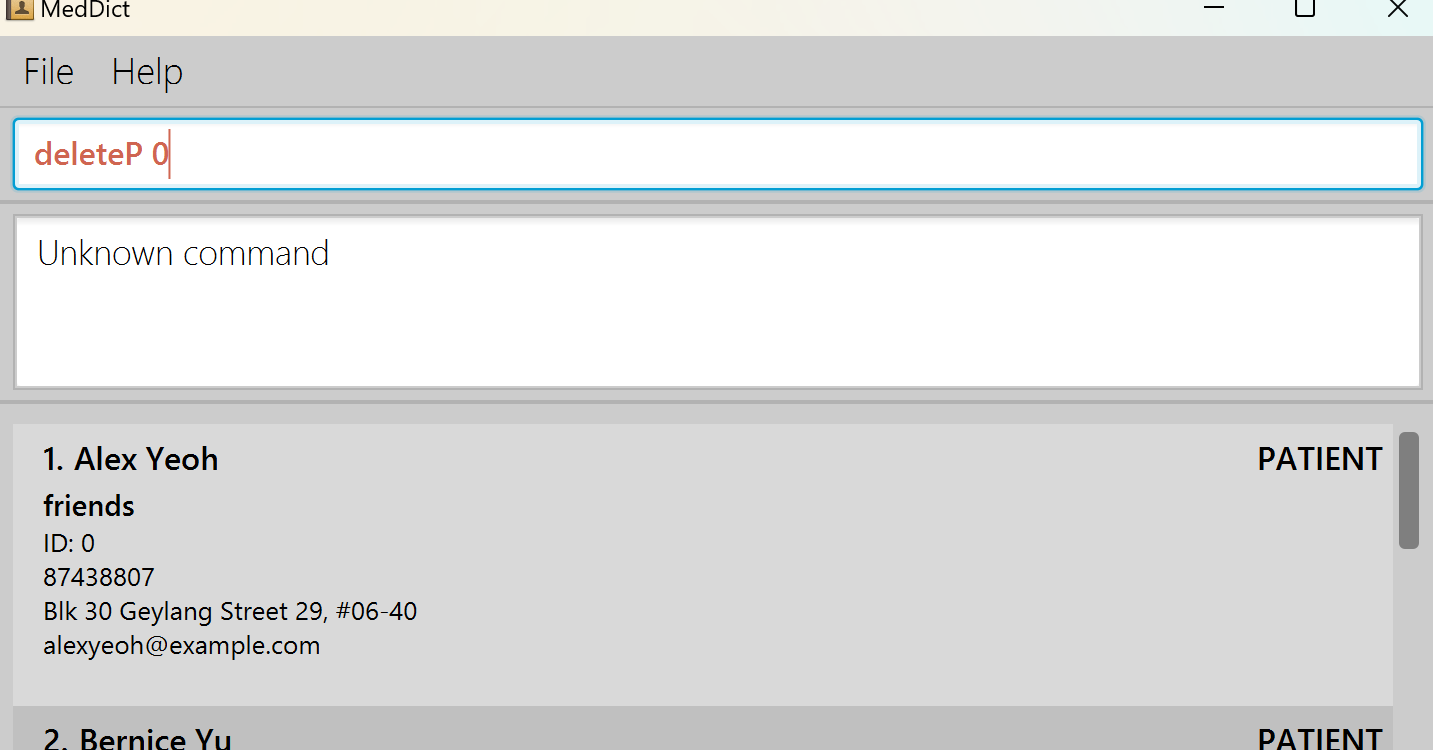 MedDict
File Help
deleteP 0
Unknown command
1. Alex Yeoh PATIENT
friends
ID: 0
87438807
Blk 30 Geylang Street 29, #06-40
alexyeoh@example.com
2. Bernice Yu PATIENT